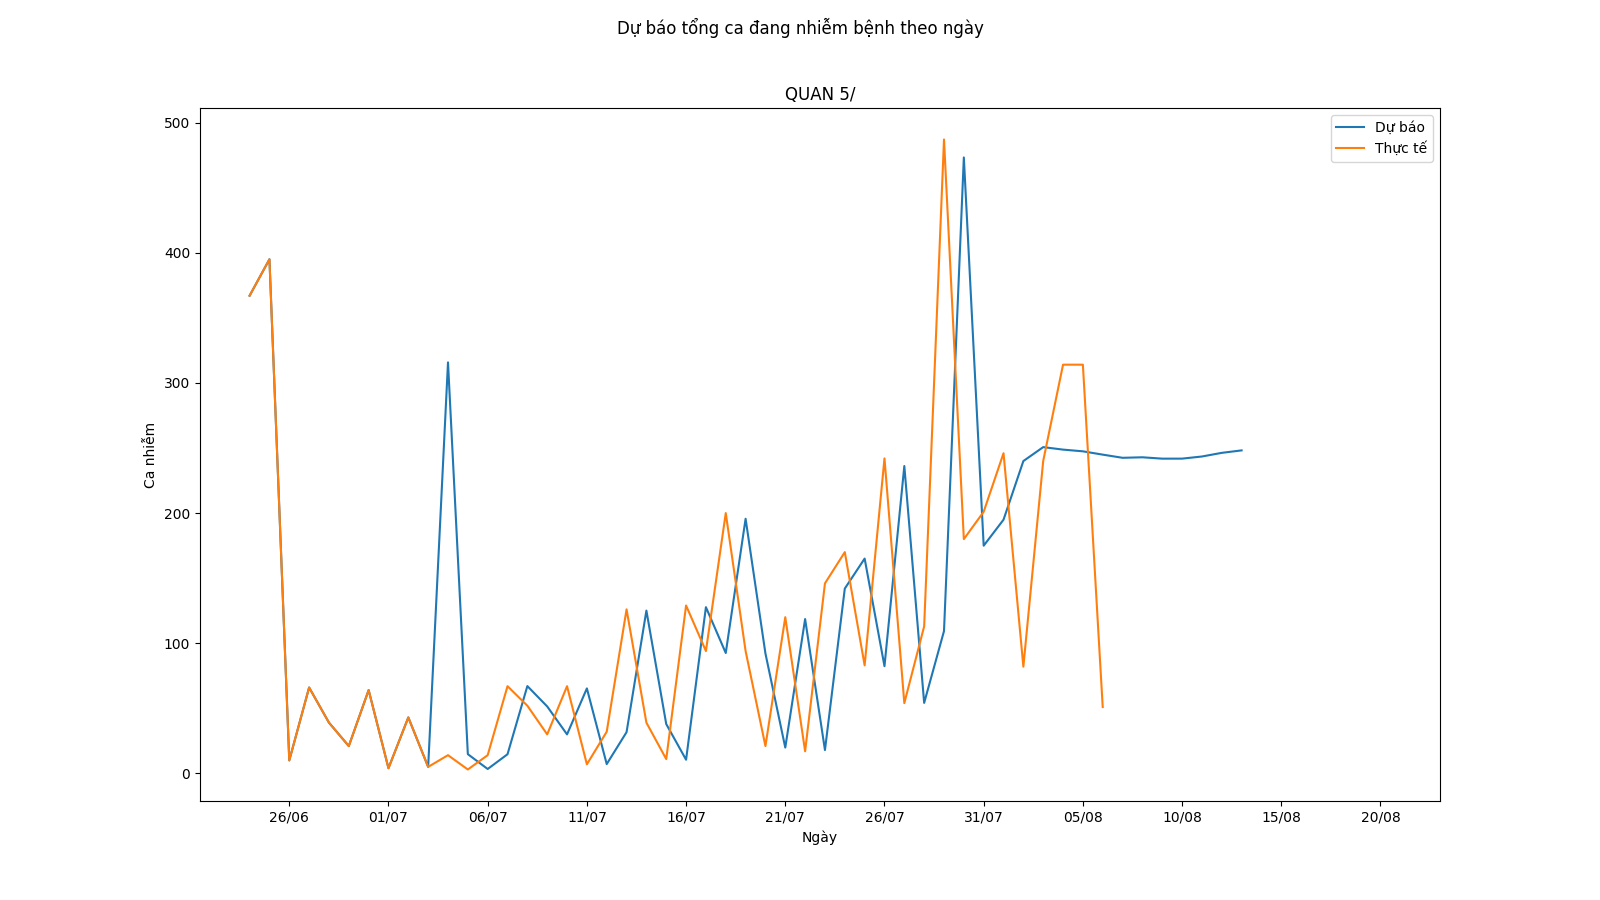 Dự báo tổng ca đang nhiễm bệnh theo ngày
QUAN 5/
Dự báo
Thực tế
500
400
300
200
100
0
Ca nhiễm
26/06 01/07 06/07 11/07 16/07 21/07 26/07 31/07 05/08 10/08 15/08 20/08
Ngày